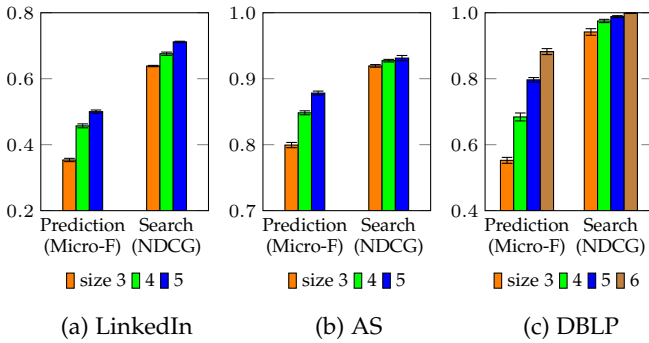 0.8
0.6
0.4
0.2
Prediction
(Micro-F)
Search
(NDCG)
size 3 4 5
(a) LinkedIn
1.0
0.9
0.8
0.7
Prediction
(Micro-F)
Search
(NDCG)
size 3 4 5
(b) AS
1.0
0.8
0.6
0.4
Prediction
(Micro-F)
Search
(NDCG)
size 3 4 5 6
(c) DBLP